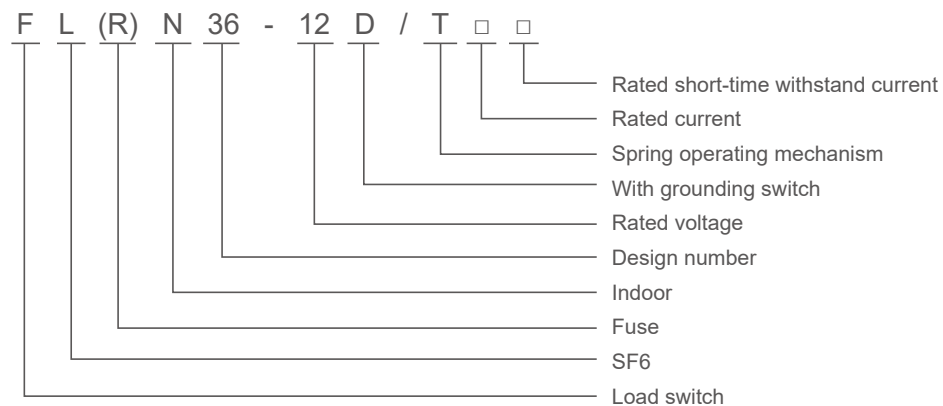 F L (R) N 36 - 12 D / T □ □
Rated short-time withstand current
Rated current
Spring operating mechanism
With grounding switch
Rated voltage
Design number
Indoor
Fuse
SF6
Load switch